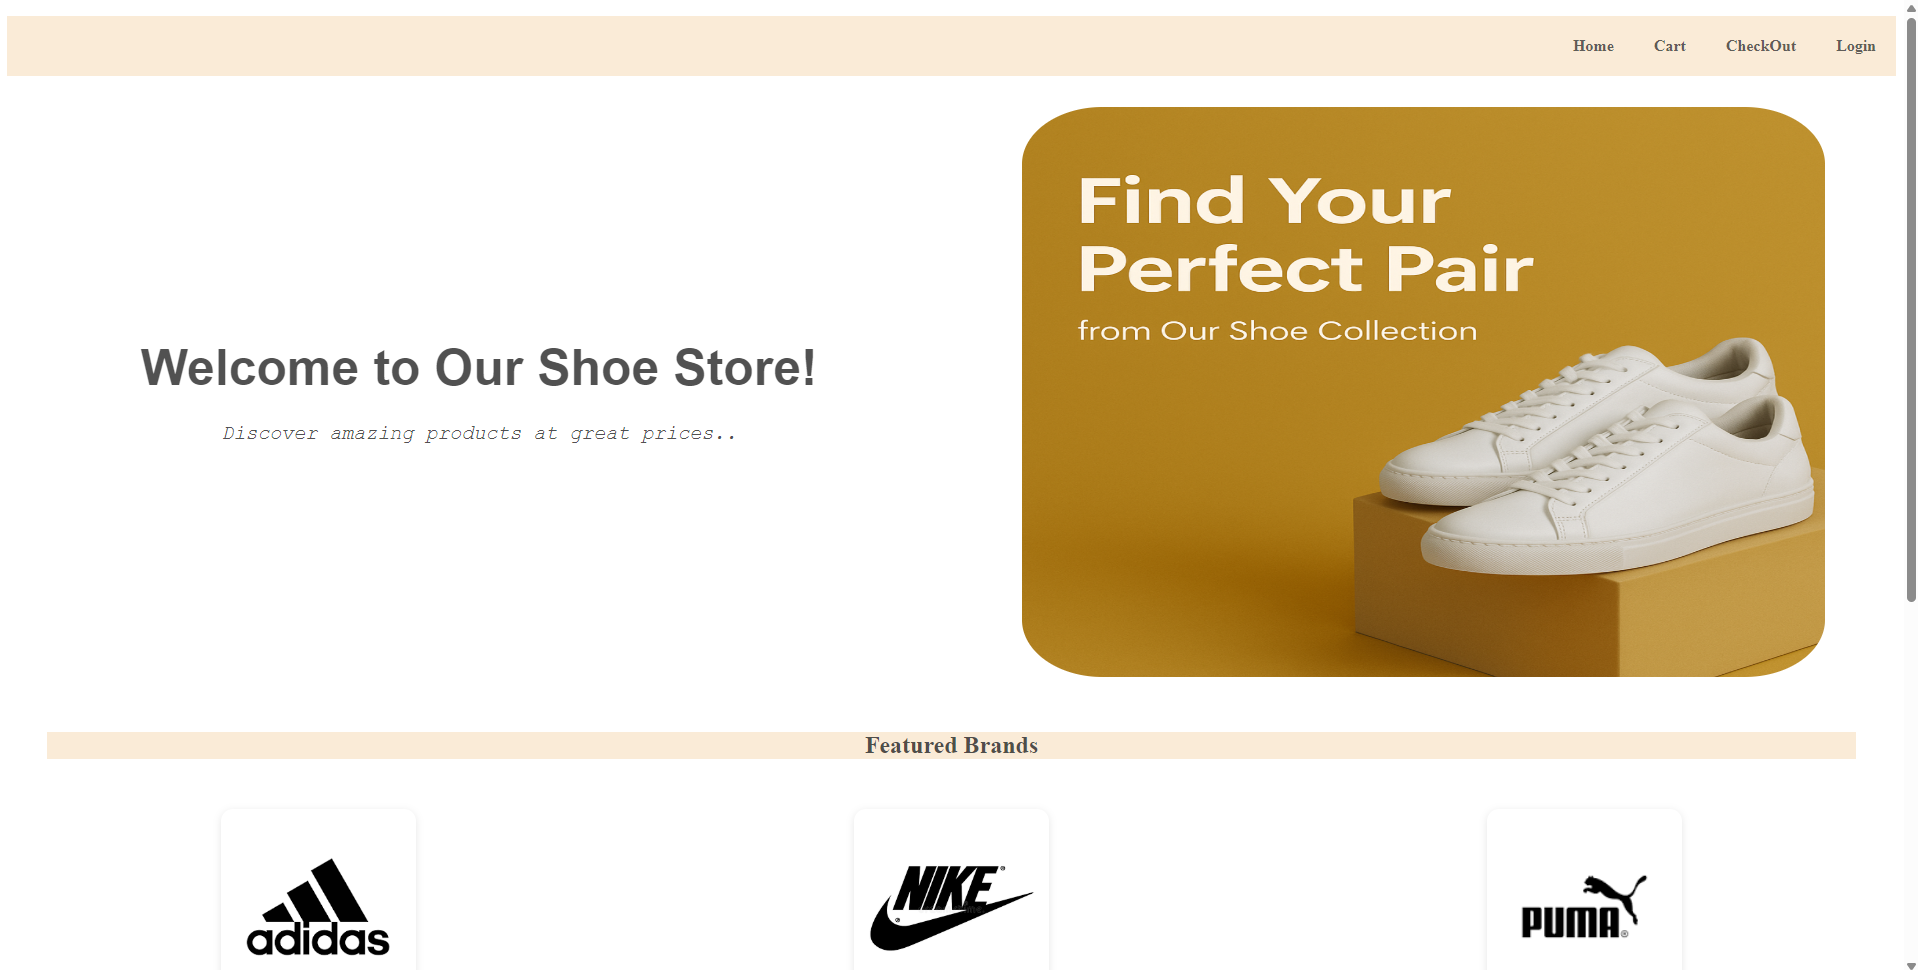 Home Cart CheckOut Login
Find Your
Perfect Pair
from Our Shoe Collection
Welcome to Our Shoe Store!
Discover amazing products at great prices..
Featured Brands
adidas
NIKE
PUMA